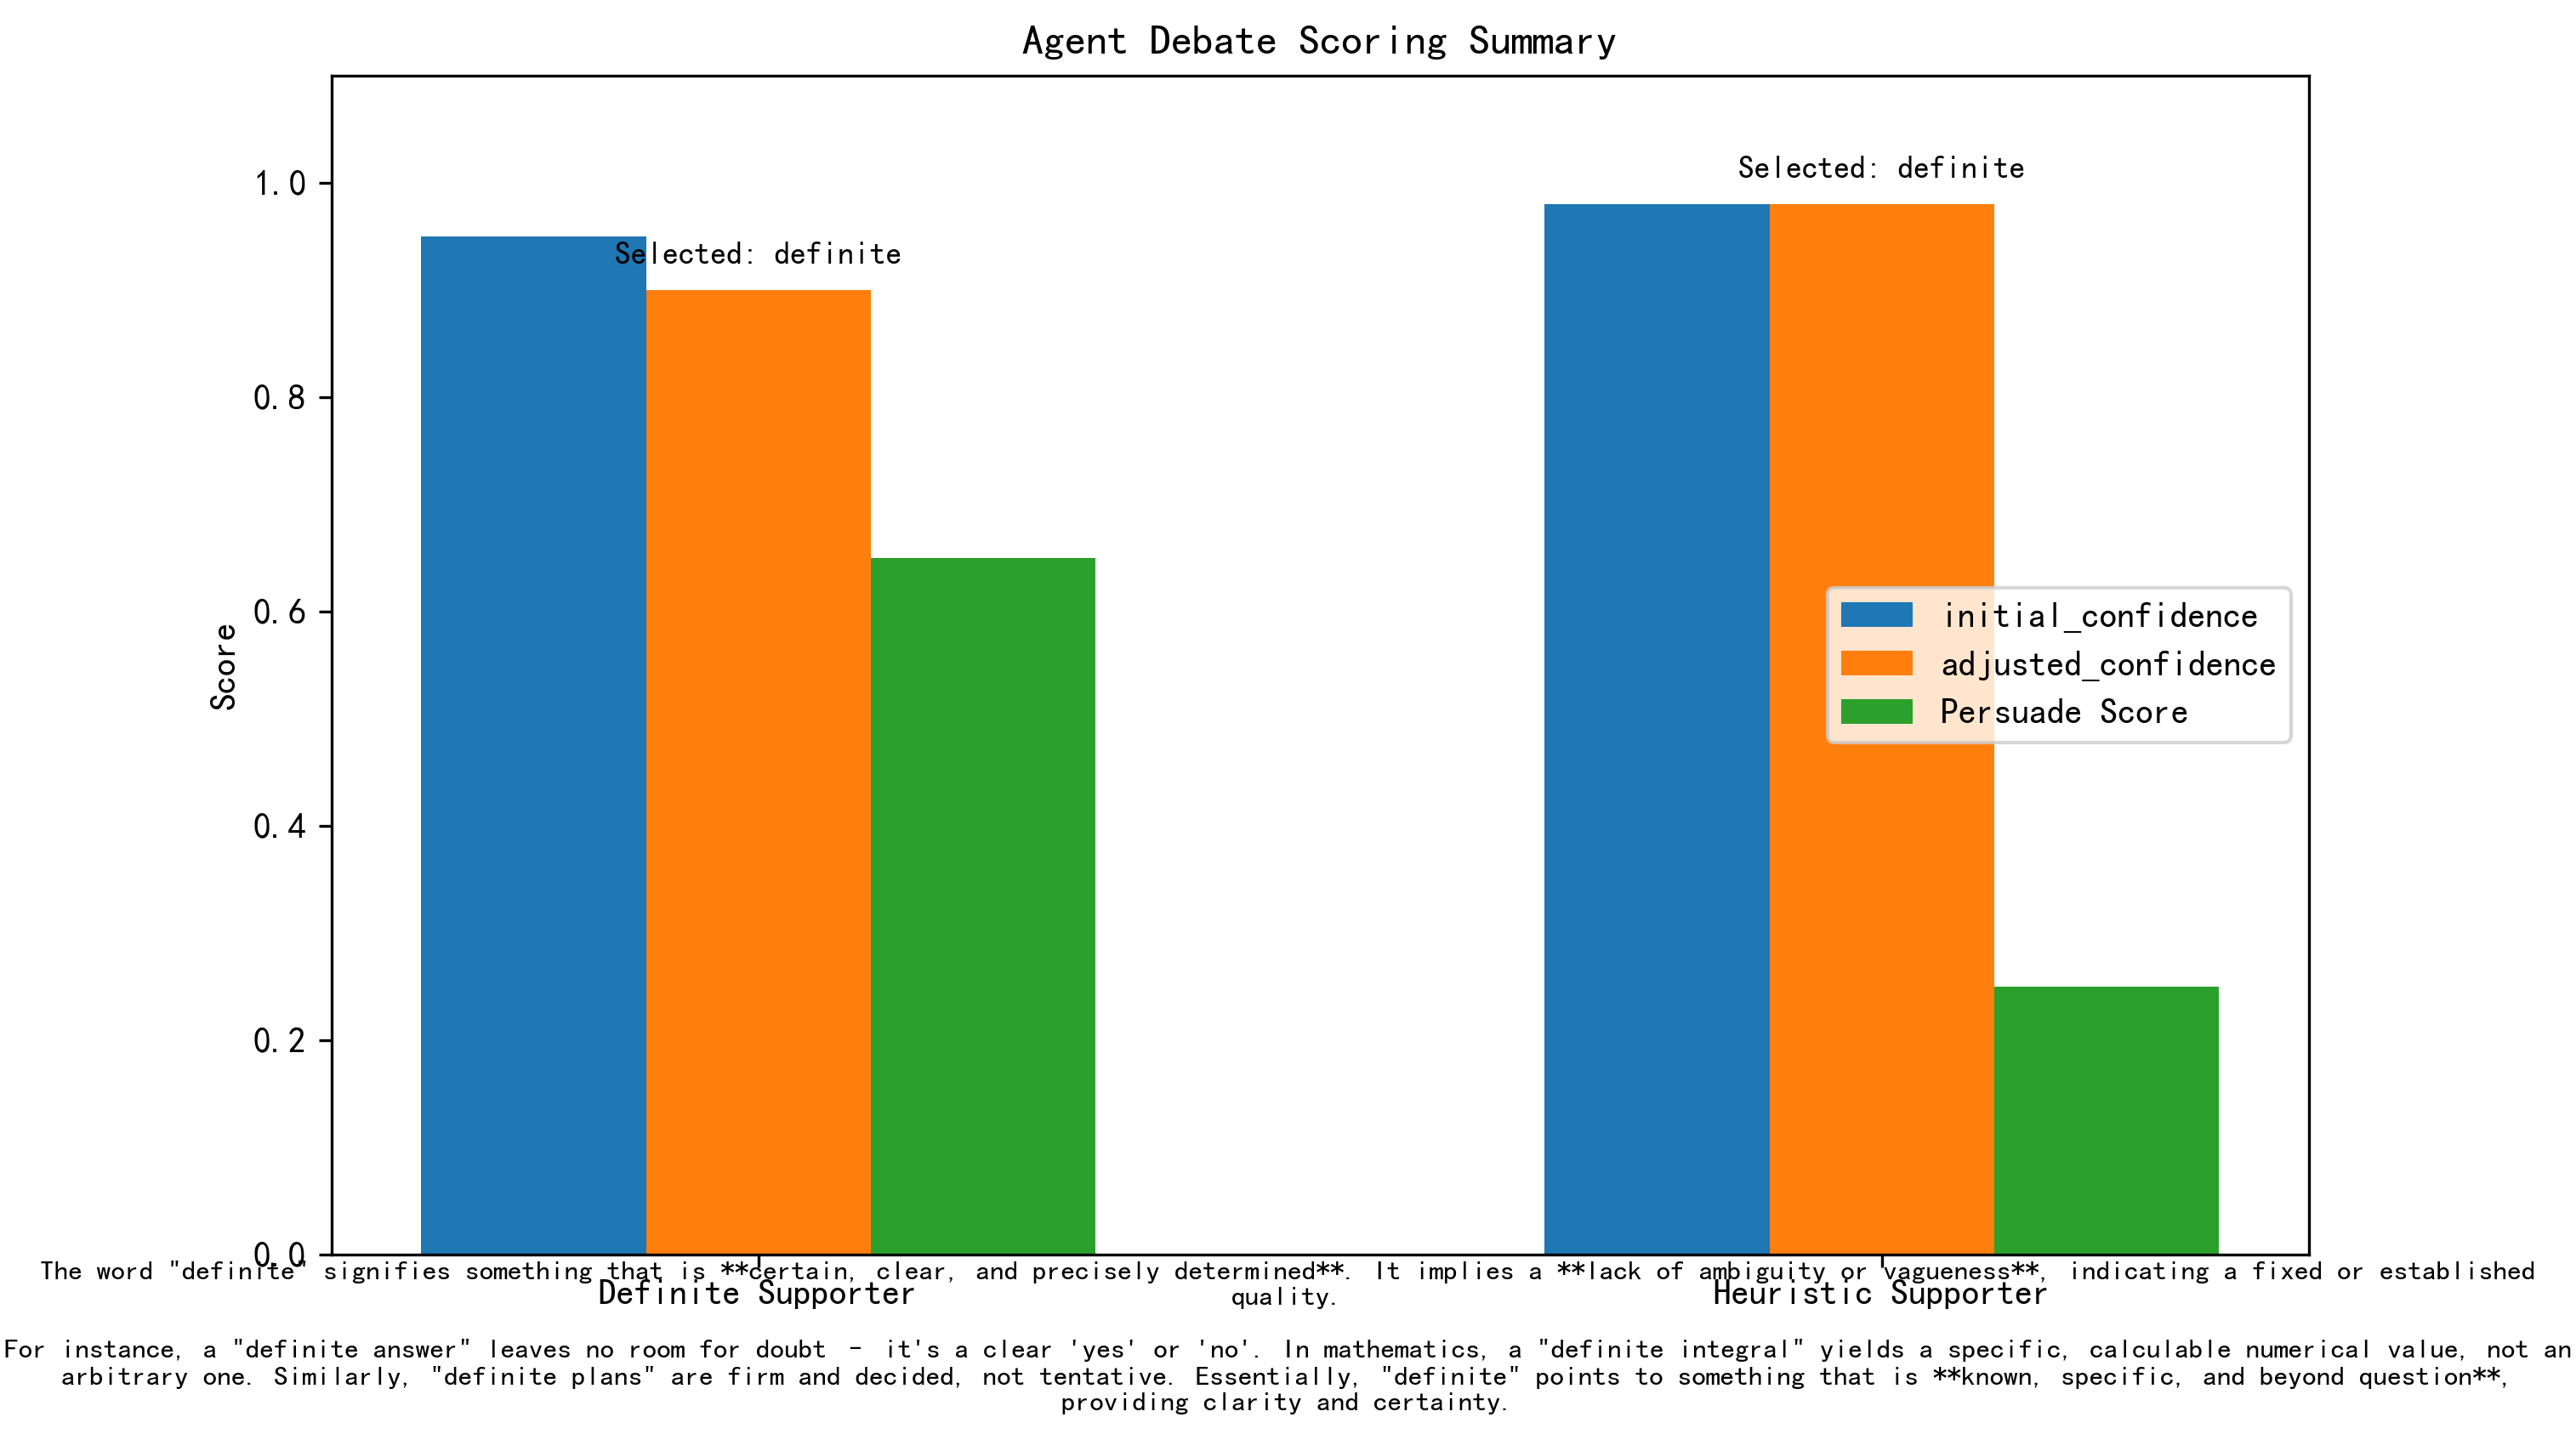 Agent Debate Scoring Summary
Selected: definite
Selected: definite
1.0
0.8
0.6
0.4
0.2
0.0
Score
initial_confidence
adjusted_confidence
Persuade Score
Definite Supporter
Heuristic Supporter
The word "definite" signifies something that is **certain, clear, and precisely determined**. It implies a **lack of ambiguity or vagueness**, indicating a fixed or established
quality.
For instance, a "definite answer" leaves no room for doubt - it's a clear 'yes' or 'no'. In mathematics, a "definite integral" yields a specific, calculable numerical value, not an
arbitrary one. Similarly, "definite plans" are firm and decided, not tentative. Essentially, "definite" points to something that is **known, specific, and beyond question**,
providing clarity and certainty.